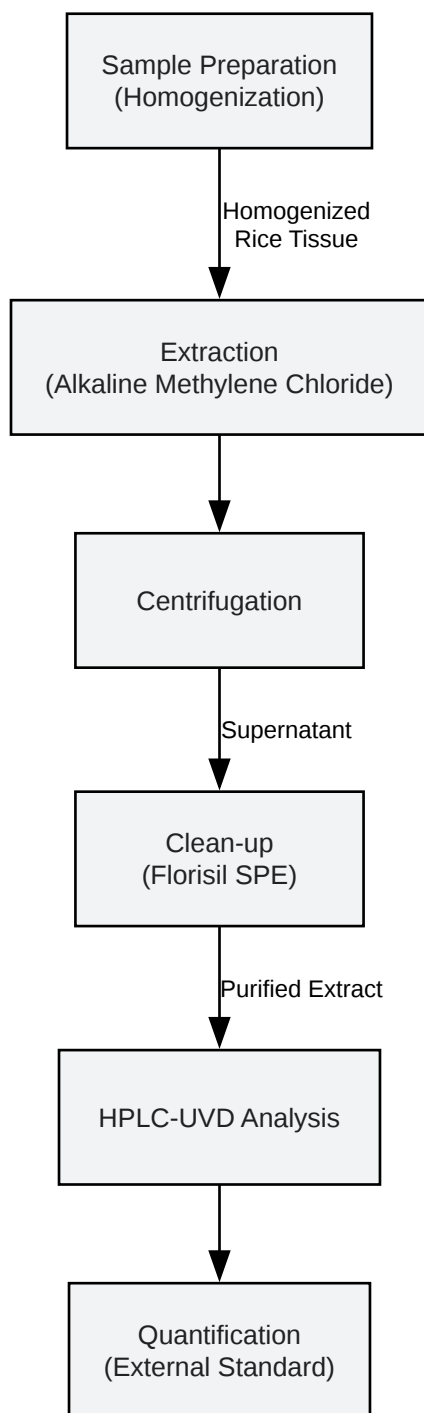 Sample Preparation
(Homogenization)
Homogenized
Rice Tissue
Extraction
(Alkaline Methylene Chloride)
Centrifugation
Supernatant
Clean-up
(Florisil SPE)
Purified Extract
HPLC-UVD Analysis
Quantification
(External Standard)